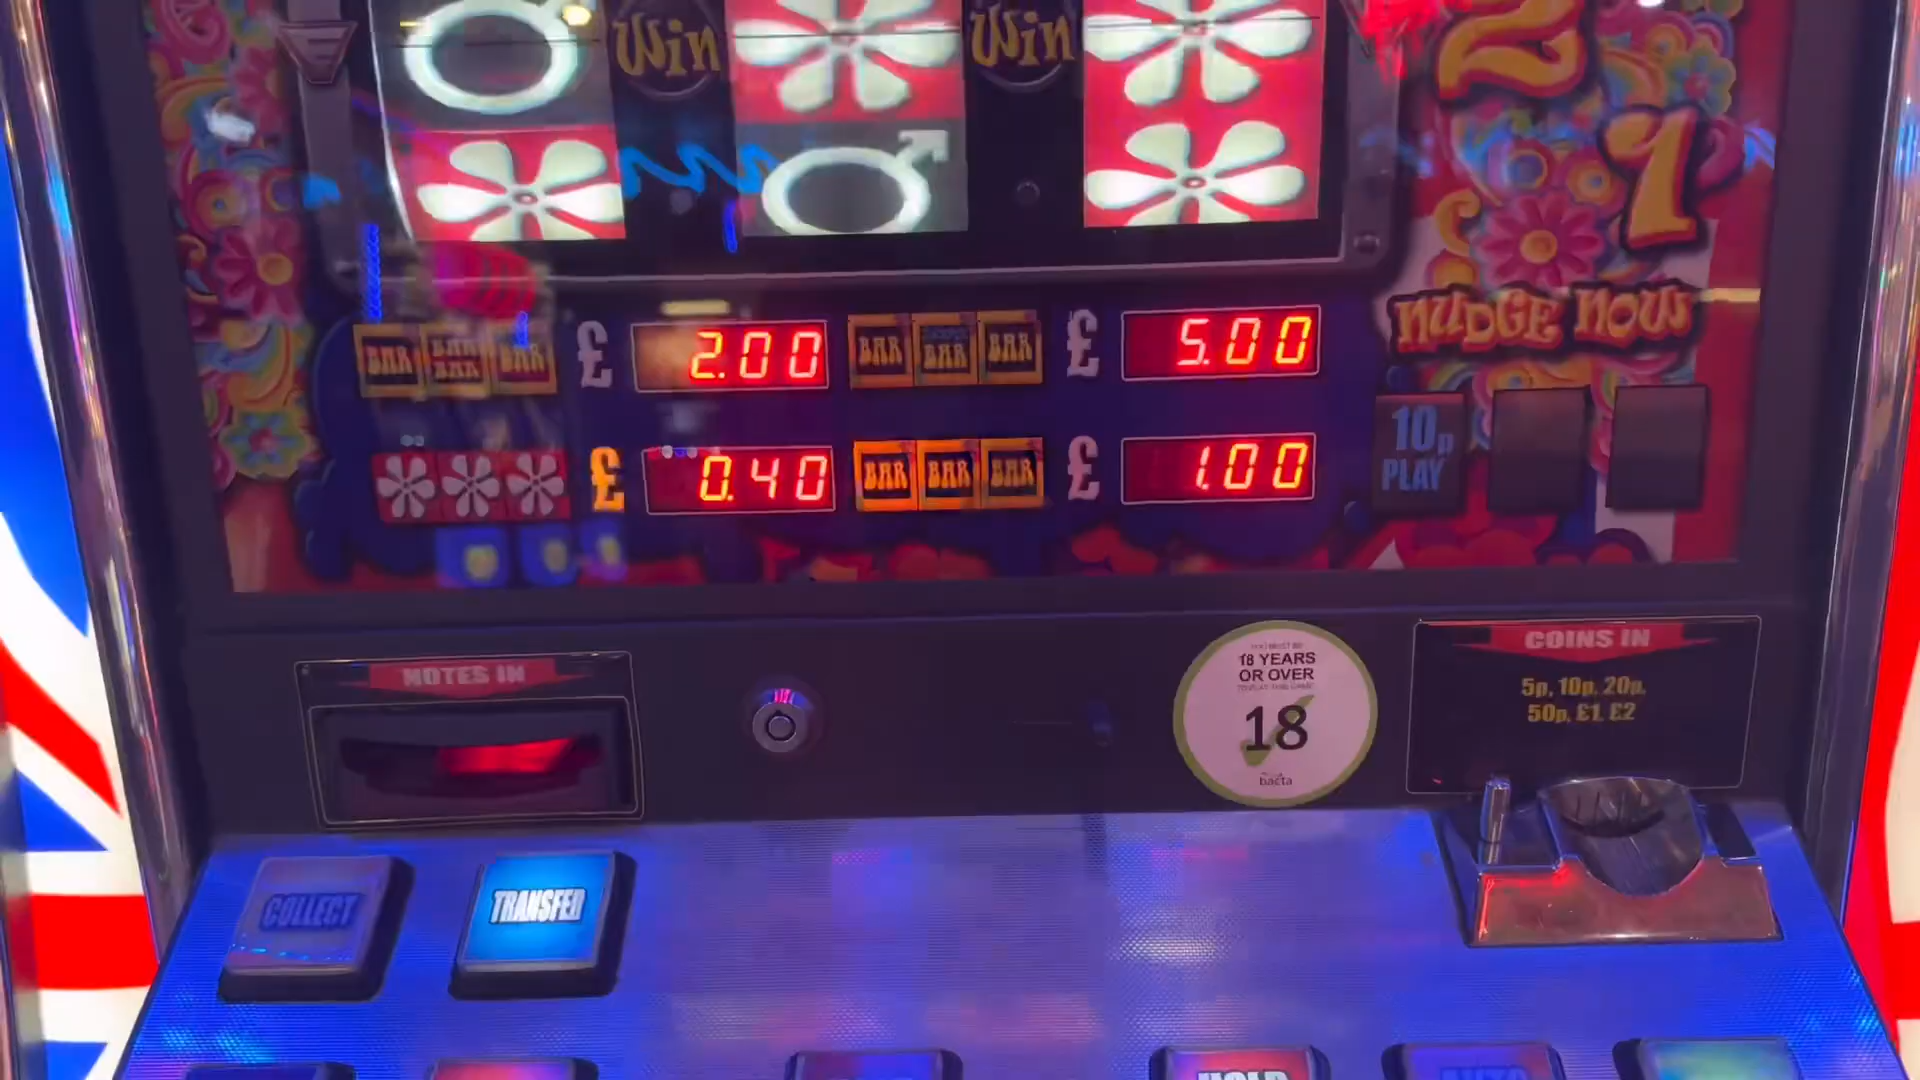 Win
Win
2
1
NUDGE NOW
BAR BAR BAR BAR £ 2.00
BAR BAR BAR £ 5.00
£ 0.40
BAR BAR BAR £ 1.00
10p
PLAY
NOTES IN
18 YEARS
OR OVER
18
bacta
COINS IN
5p, 10p, 20p,
50p, £1, £2
COLLECT
TRANSFER
HOLD